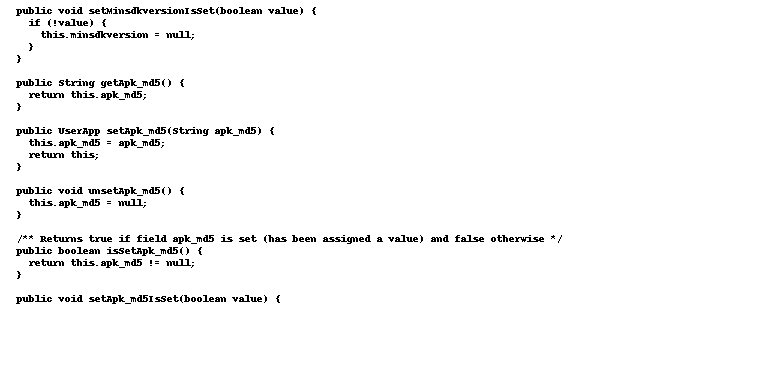 public void setMinsdkversionIsSet(boolean value) {
  if (!value) {
    this.minsdkversion = null;
  }
}

public String getApk_md5() {
  return this.apk_md5;
}

public UserApp setApk_md5(String apk_md5) {
  this.apk_md5 = apk_md5;
  return this;
}

public void unsetApk_md5() {
  this.apk_md5 = null;
}

/** Returns true if field apk_md5 is set (has been assigned a value) and false otherwise */
public boolean isSetApk_md5() {
  return this.apk_md5 != null;
}

public void setApk_md5IsSet(boolean value) {